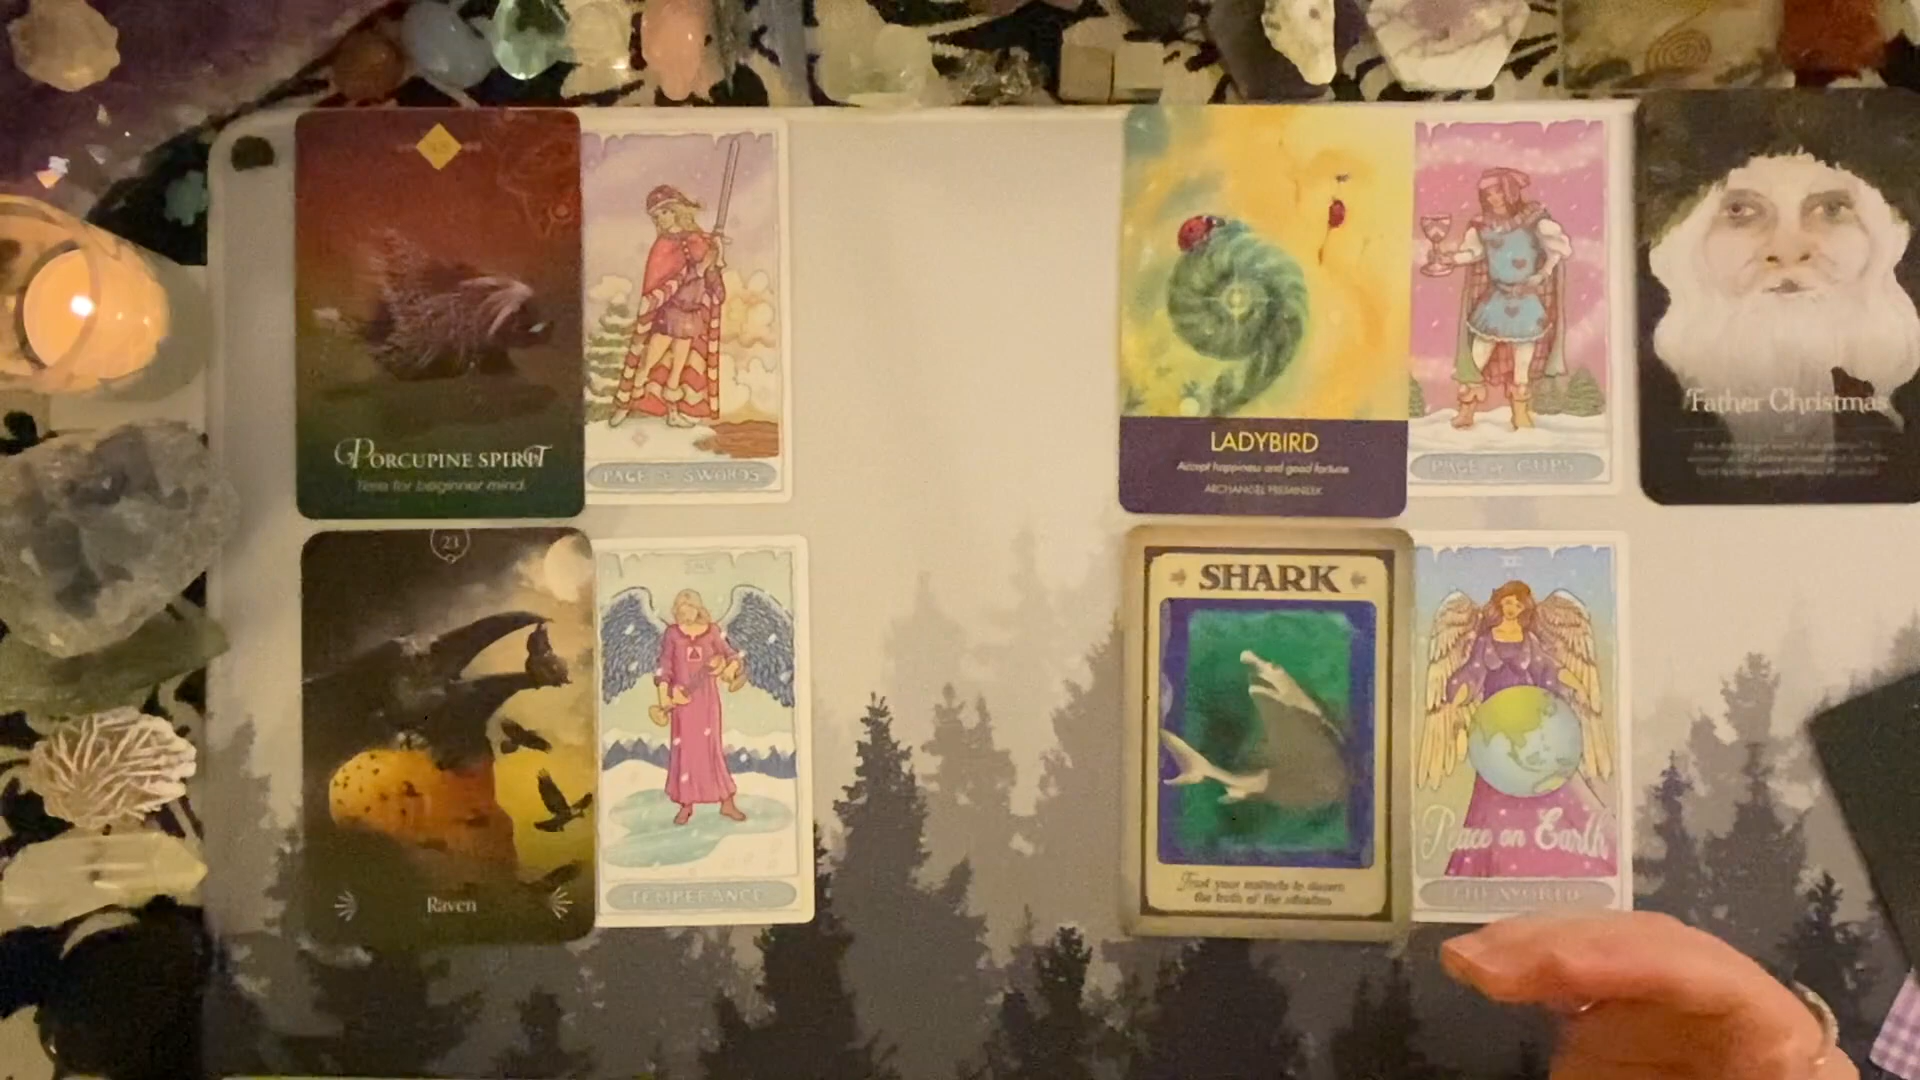 PORCUPINE SPIRIT
Time for beginner mind.
PAGE of SWORDS
LADYBIRD
Accept happiness and good fortune
ARCHANGEL
PAGE of CUPS
Father Christmas
23
Raven
TEMPERANCE
SHARK
Trust your instincts to discern
the truth of the situation
Peace on Earth
THE WORLD